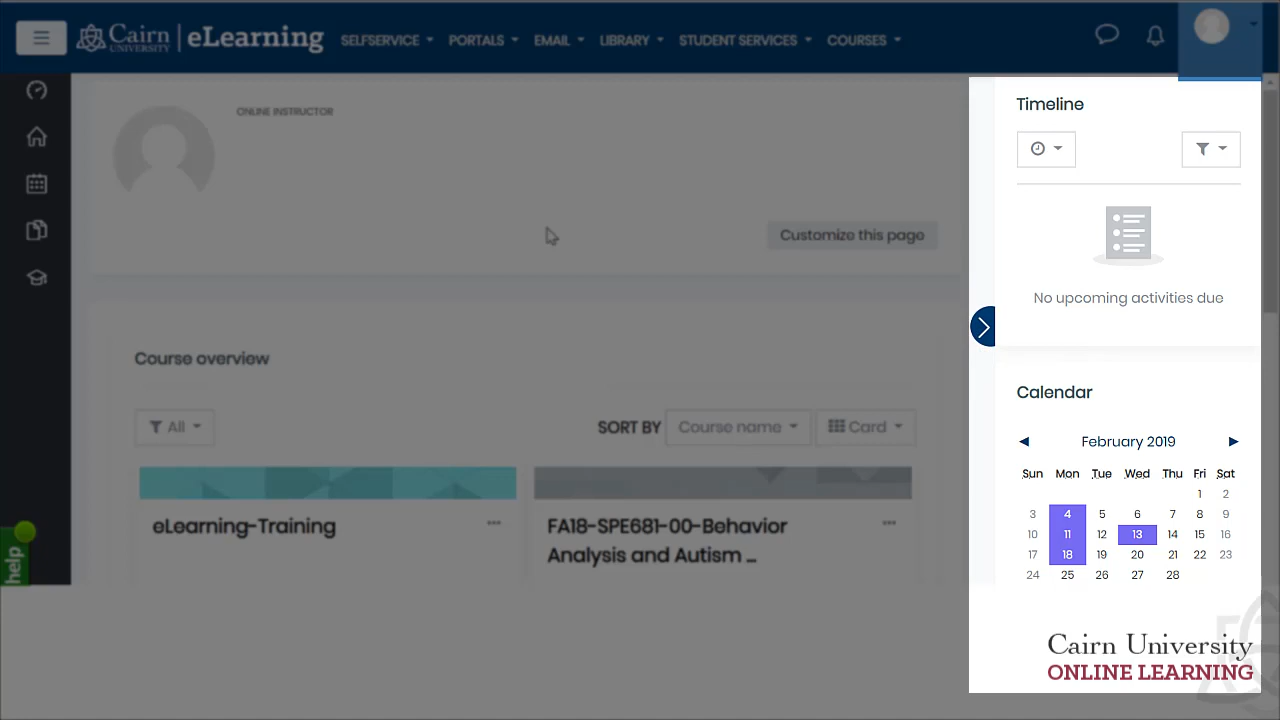 Cairn UNIVERSITY | eLearning SELFSERVICE PORTALS EMAIL LIBRARY STUDENT SERVICES COURSES
ONLINE INSTRUCTOR
Customize this page
Course overview
All
SORT BY Course name Card
eLearning-Training
FA18-SPE681-00-Behavior
Analysis and Autism ...
help
Timeline
No upcoming activities due
Calendar
February 2019
Sun Mon Tue Wed Thu Fri Sat
1 2
3 4 5 6 7 8 9
10 11 12 13 14 15 16
17 18 19 20 21 22 23
24 25 26 27 28
Cairn University
ONLINE LEARNING